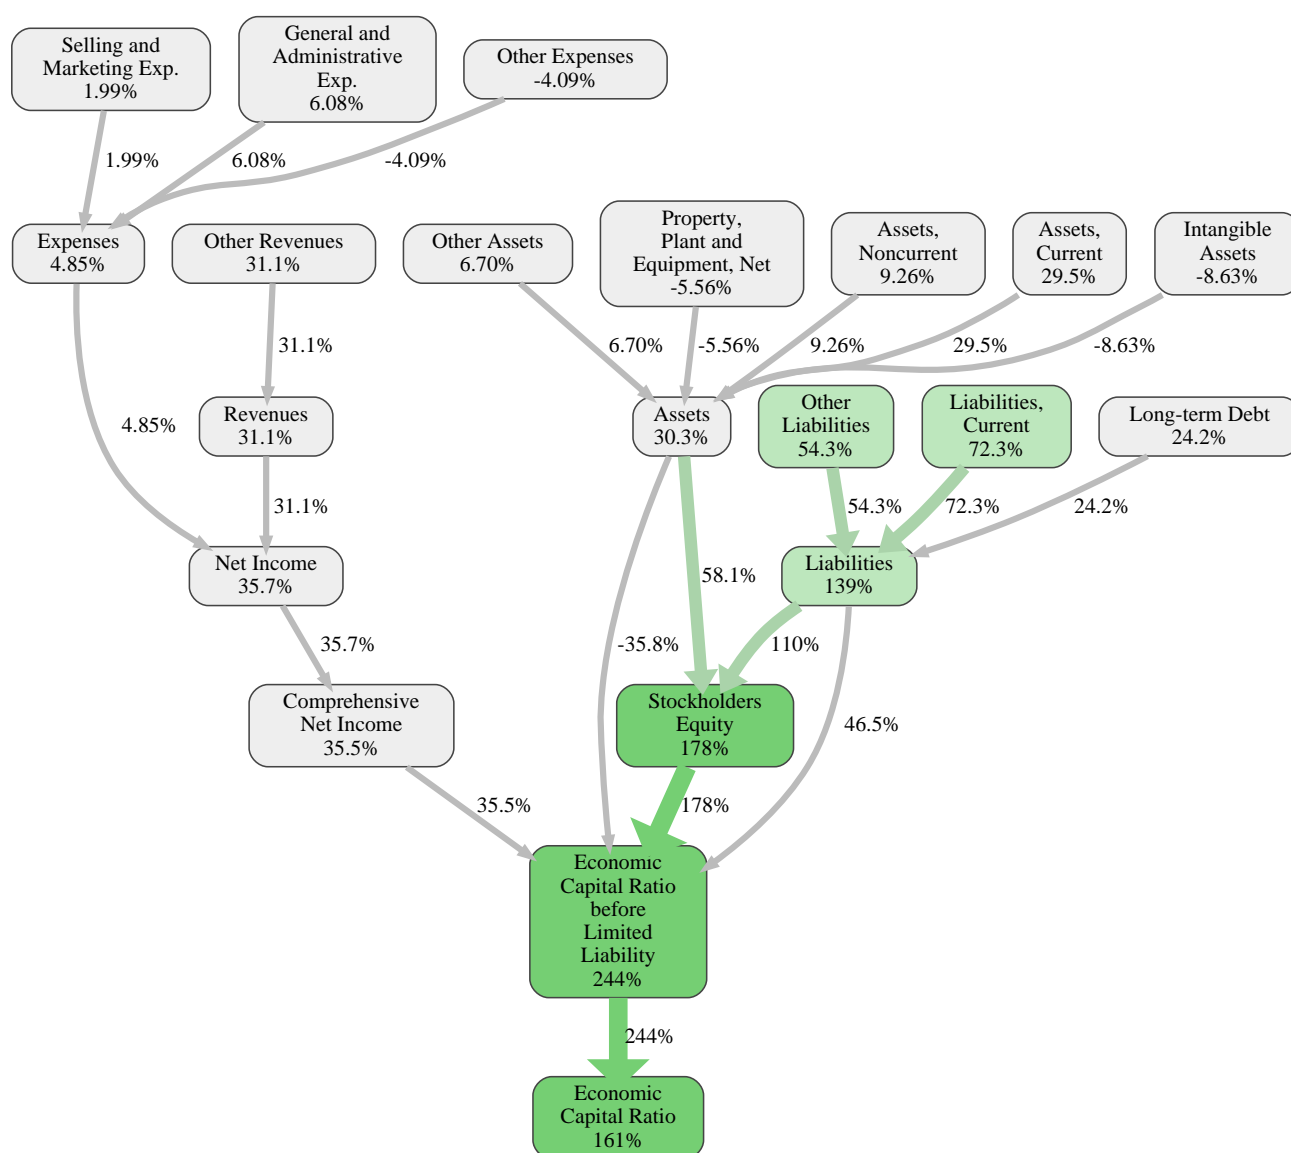 Selling and
Marketing Exp.
1.99%
General and
Administrative
Exp.
6.08%
Other Expenses
-4.09%
1.99%
6.08%
-4.09%
Expenses
4.85%
Other Revenues
31.1%
Other Assets
6.70%
Property,
Plant and
Equipment, Net
-5.56%
Assets,
Noncurrent
9.26%
Assets,
Current
29.5%
Intangible
Assets
-8.63%
31.1%
6.70%
-5.56%
9.26%
29.5%
-8.63%
4.85%
Revenues
31.1%
Assets
30.3%
Other
Liabilities
54.3%
Liabilities,
Current
72.3%
Long-term Debt
24.2%
31.1%
54.3%
72.3%
24.2%
Net Income
35.7%
58.1%
Liabilities
139%
35.7%
-35.8%
110%
Comprehensive
Net Income
35.5%
Stockholders
Equity
178%
46.5%
35.5%
178%
Economic
Capital Ratio
before
Limited
Liability
244%
244%
Economic
Capital Ratio
161%